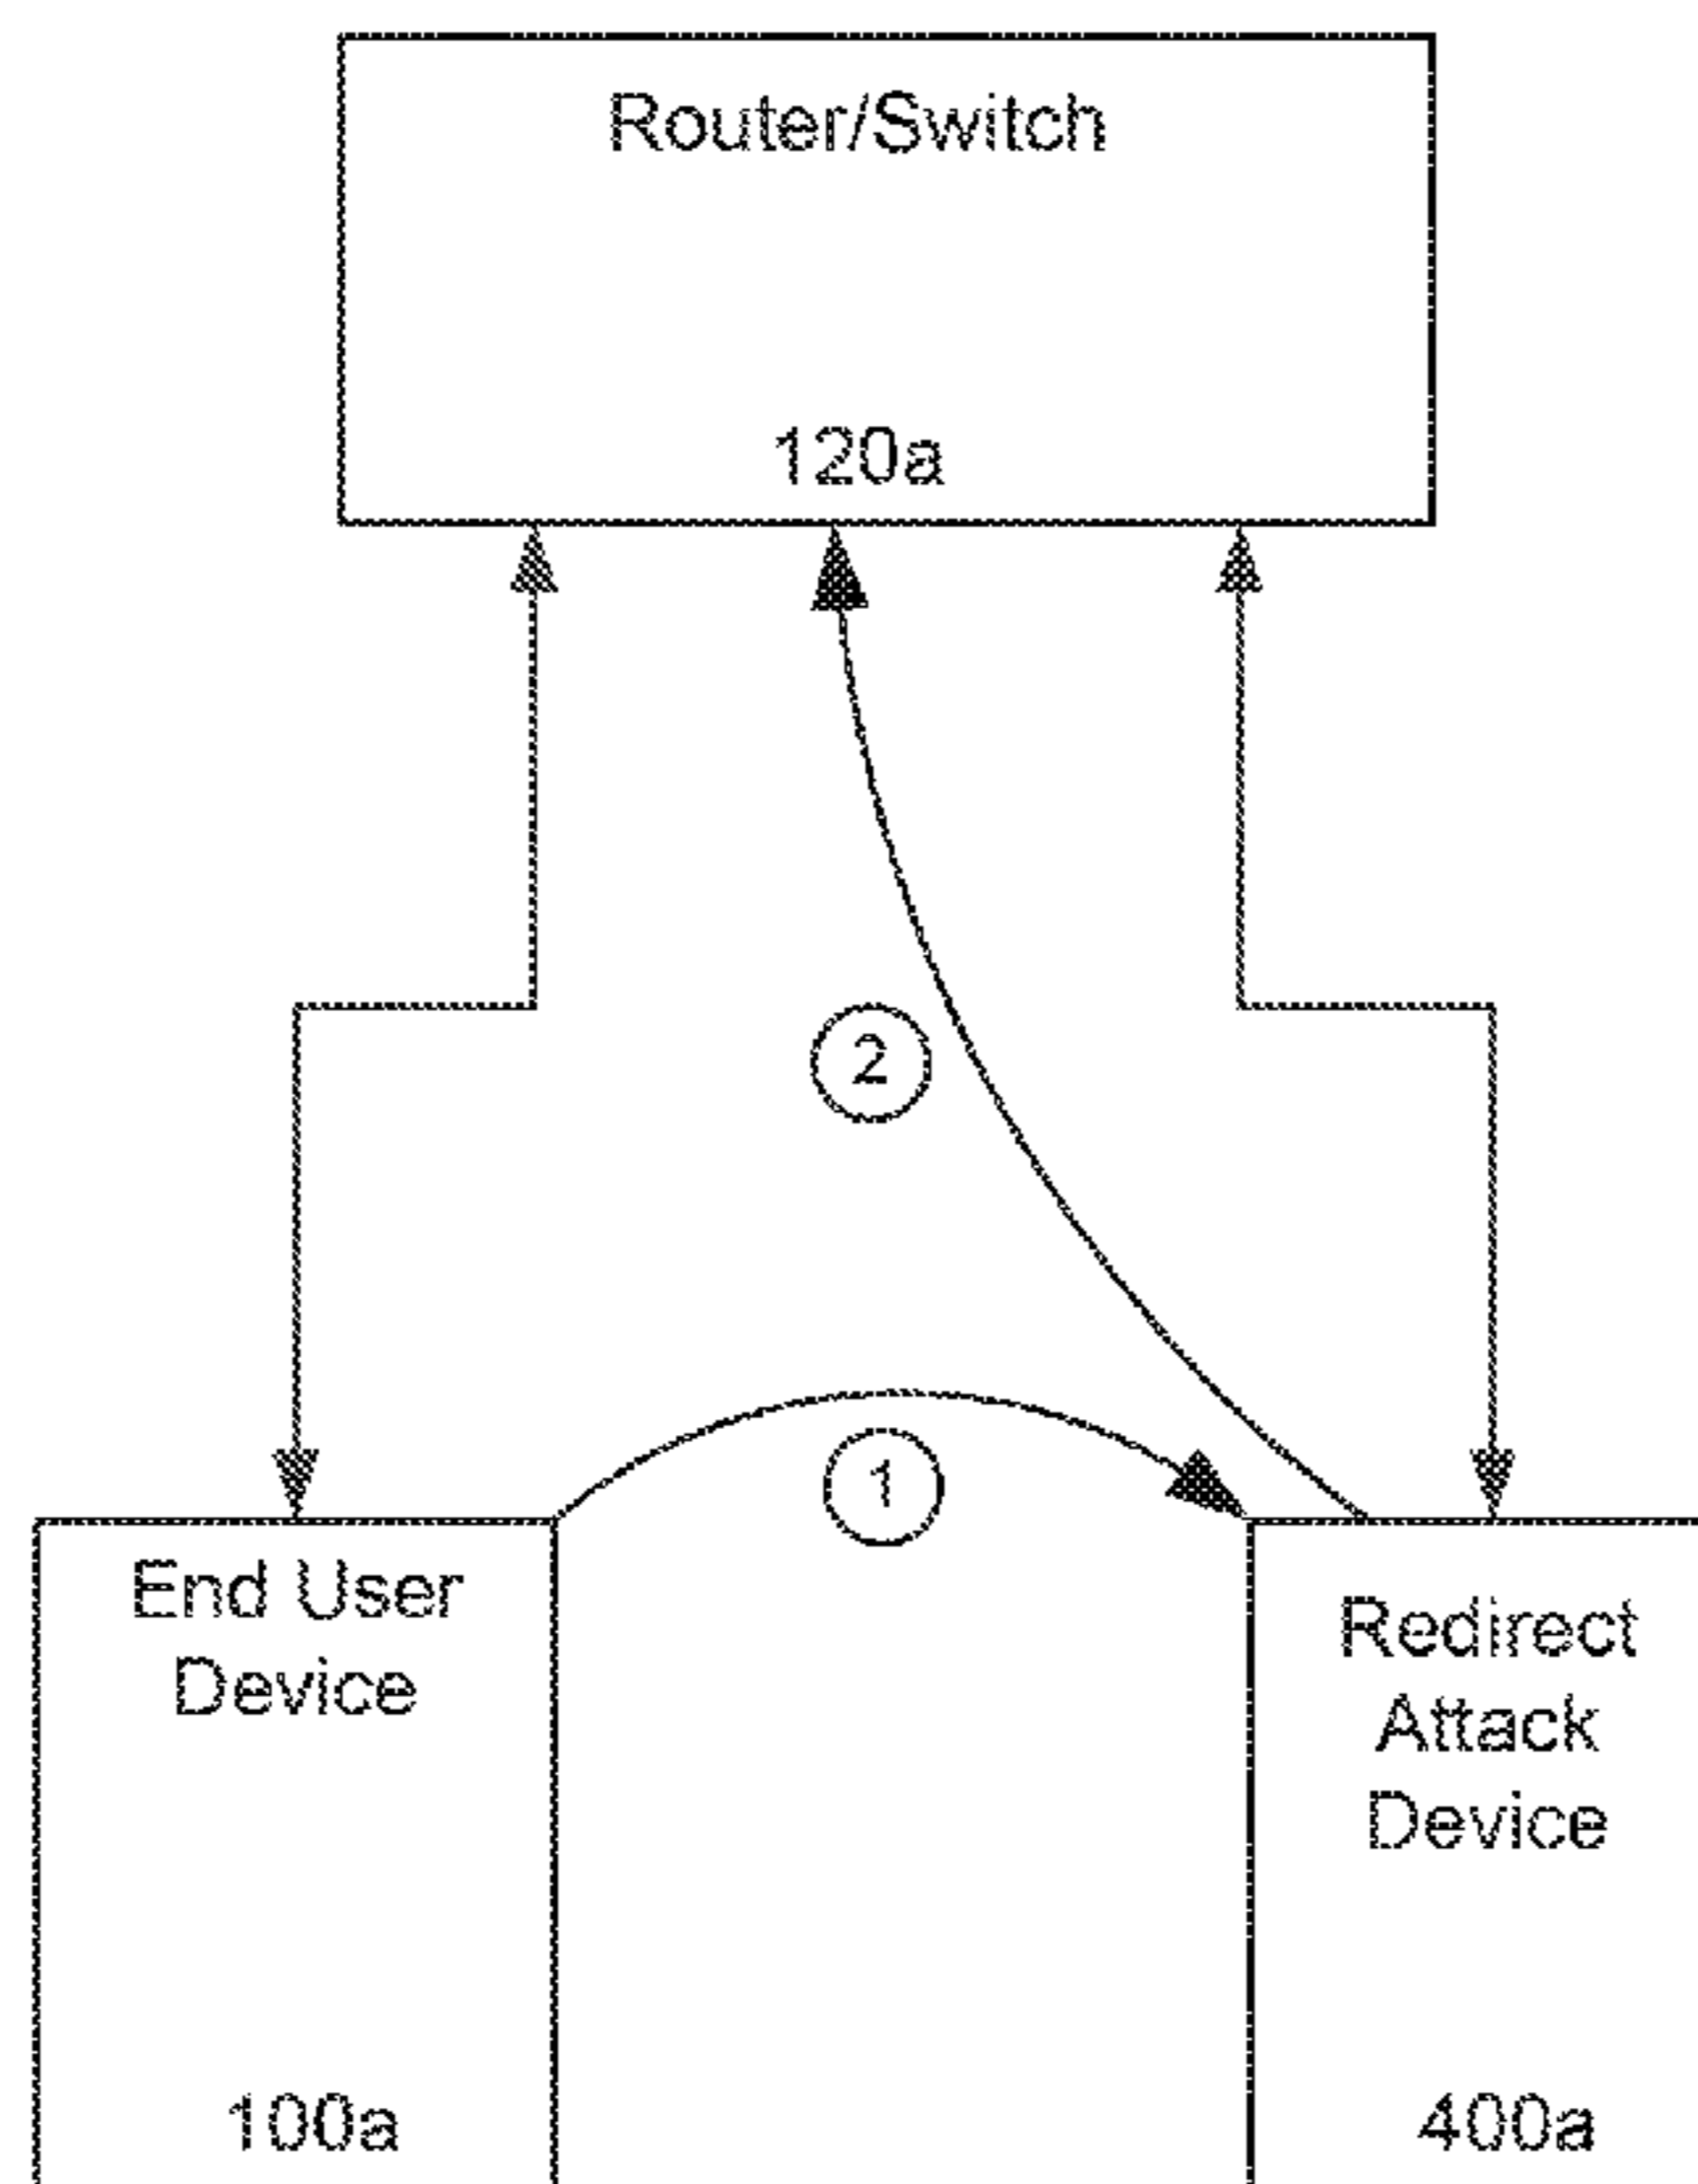 Router/Switch
120a
2
1
End User
Device
100a
Redirect
Attack
Device
400a